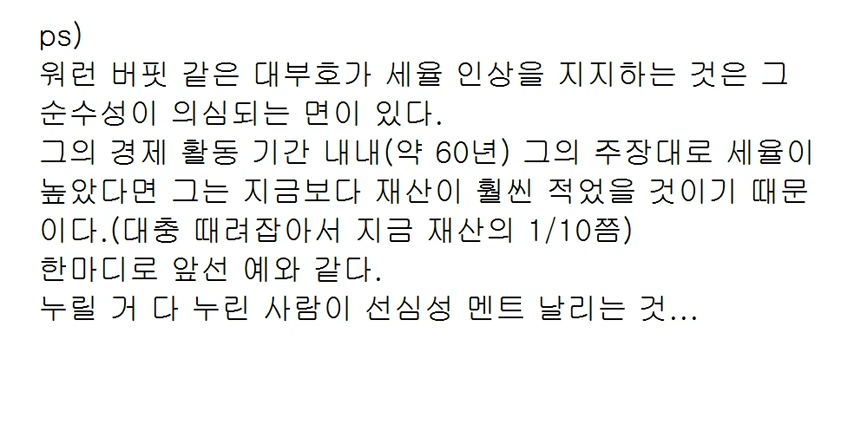 ps)
워런 버핏 같은 대부호가 세율 인상을 지지하는 것은 그
순수성이 의심되는 면이 있다.
그의 경제 활동 기간 내내(약 60년) 그의 주장대로 세율이
높았다면 그는 지금보다 재산이 훨씬 적었을 것이기 때문
이다.(대충 때려잡아서 지금 재산의 1/10쯤)
한마디로 앞선 예와 같다.
누릴 거 다 누린 사람이 선심성 멘트 날리는 것...